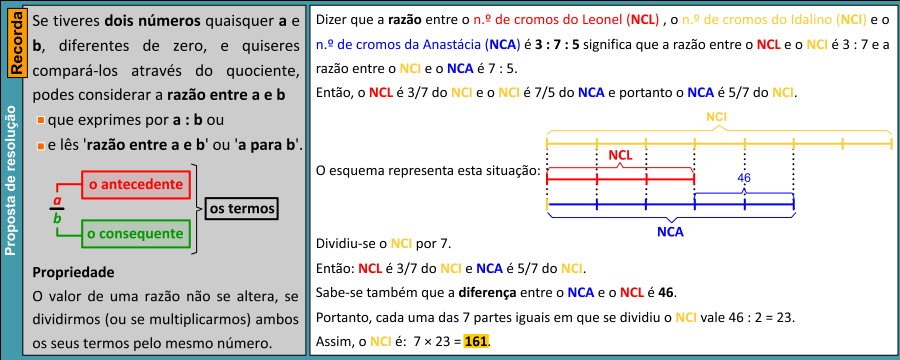 Recorda
Proposta de resolução
Se tiveres dois números quaisquer a e
b, diferentes de zero, e quiseres
compará-los através do quociente,
podes considerar a razão entre a e b
que exprimes por a : b ou
e lês 'razão entre a e b' ou 'a para b'.
a
b
o antecedente
o consequente
os termos
Propriedade
O valor de uma razão não se altera, se
dividirmos (ou se multiplicarmos) ambos
os seus termos pelo mesmo número.
Dizer que a razão entre o n.º de cromos do Leonel (NCL) , o n.º de cromos do Idalino (NCI) e o
n.º de cromos da Anastácia (NCA) é 3 : 7 : 5 significa que a razão entre o NCL e o NCI é 3 : 7 e a
razão entre o NCI e o NCA é 7 : 5.
Então, o NCL é 3/7 do NCI e o NCI é 7/5 do NCA e portanto o NCA é 5/7 do NCI.
NCI
NCL
O esquema representa esta situação:
46
NCA
Dividiu-se o NCI por 7.
Então: NCL é 3/7 do NCI e NCA é 5/7 do NCI.
Sabe-se também que a diferença entre o NCA e o NCL é 46.
Portanto, cada uma das 7 partes iguais em que se dividiu o NCI vale 46 : 2 = 23.
Assim, o NCI é: 7 × 23 = 161.